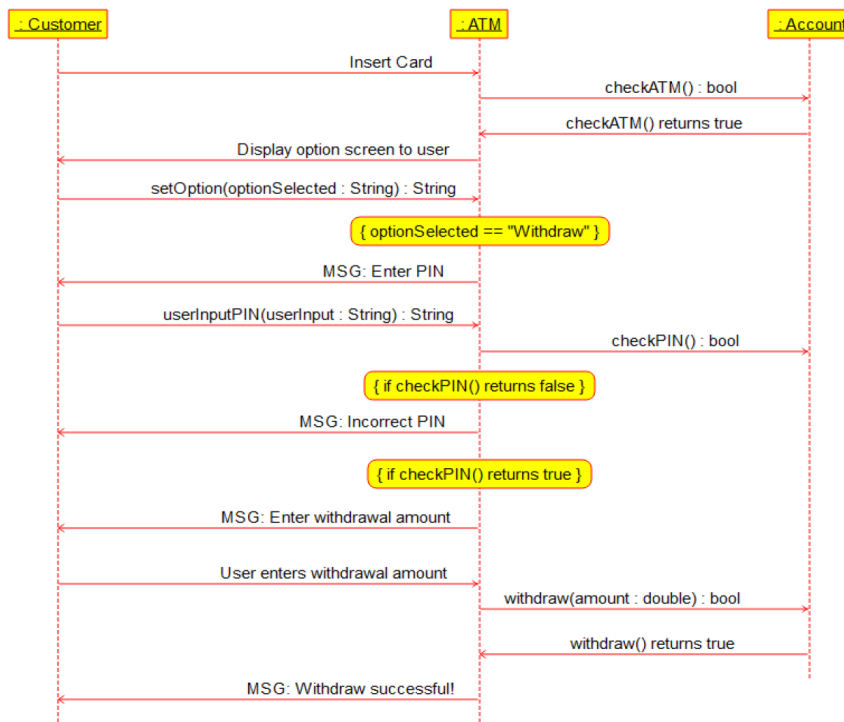 : Customer
: ATM
: Account
Insert Card
checkATM() : bool
checkATM() returns true
Display option screen to user
setOption(optionSelected : String) : String
{ optionSelected == "Withdraw" }
MSG: Enter PIN
userInputPIN(userInput : String) : String
checkPIN() : bool
{ if checkPIN() returns false }
MSG: Incorrect PIN
{ if checkPIN() returns true }
MSG: Enter withdrawal amount
User enters withdrawal amount
withdraw(amount : double) : bool
withdraw() returns true
MSG: Withdraw successful!